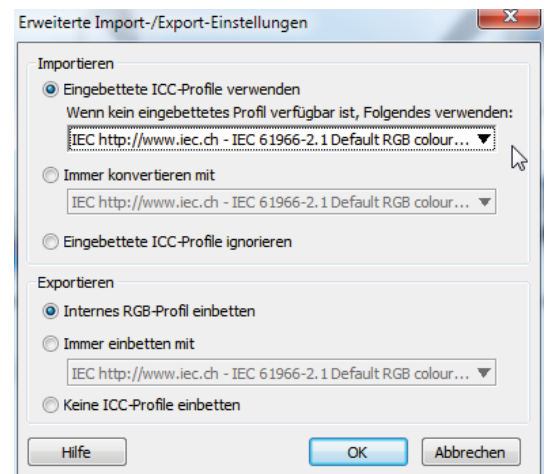 Erweiterte Import-/Export-Einstellungen
Importieren
Eingebettete ICC-Profile verwenden
Wenn kein eingebettetes Profil verfügbar ist, Folgendes verwenden:
IEC http://www.iec.ch - IEC 61966-2.1 Default RGB colour...
Immer konvertieren mit
IEC http://www.iec.ch - IEC 61966-2.1 Default RGB colour...
Eingebettete ICC-Profile ignorieren
Exportieren
Internes RGB-Profil einbetten
Immer einbetten mit
IEC http://www.iec.ch - IEC 61966-2.1 Default RGB colour...
Keine ICC-Profile einbetten
Hilfe OK Abbrechen